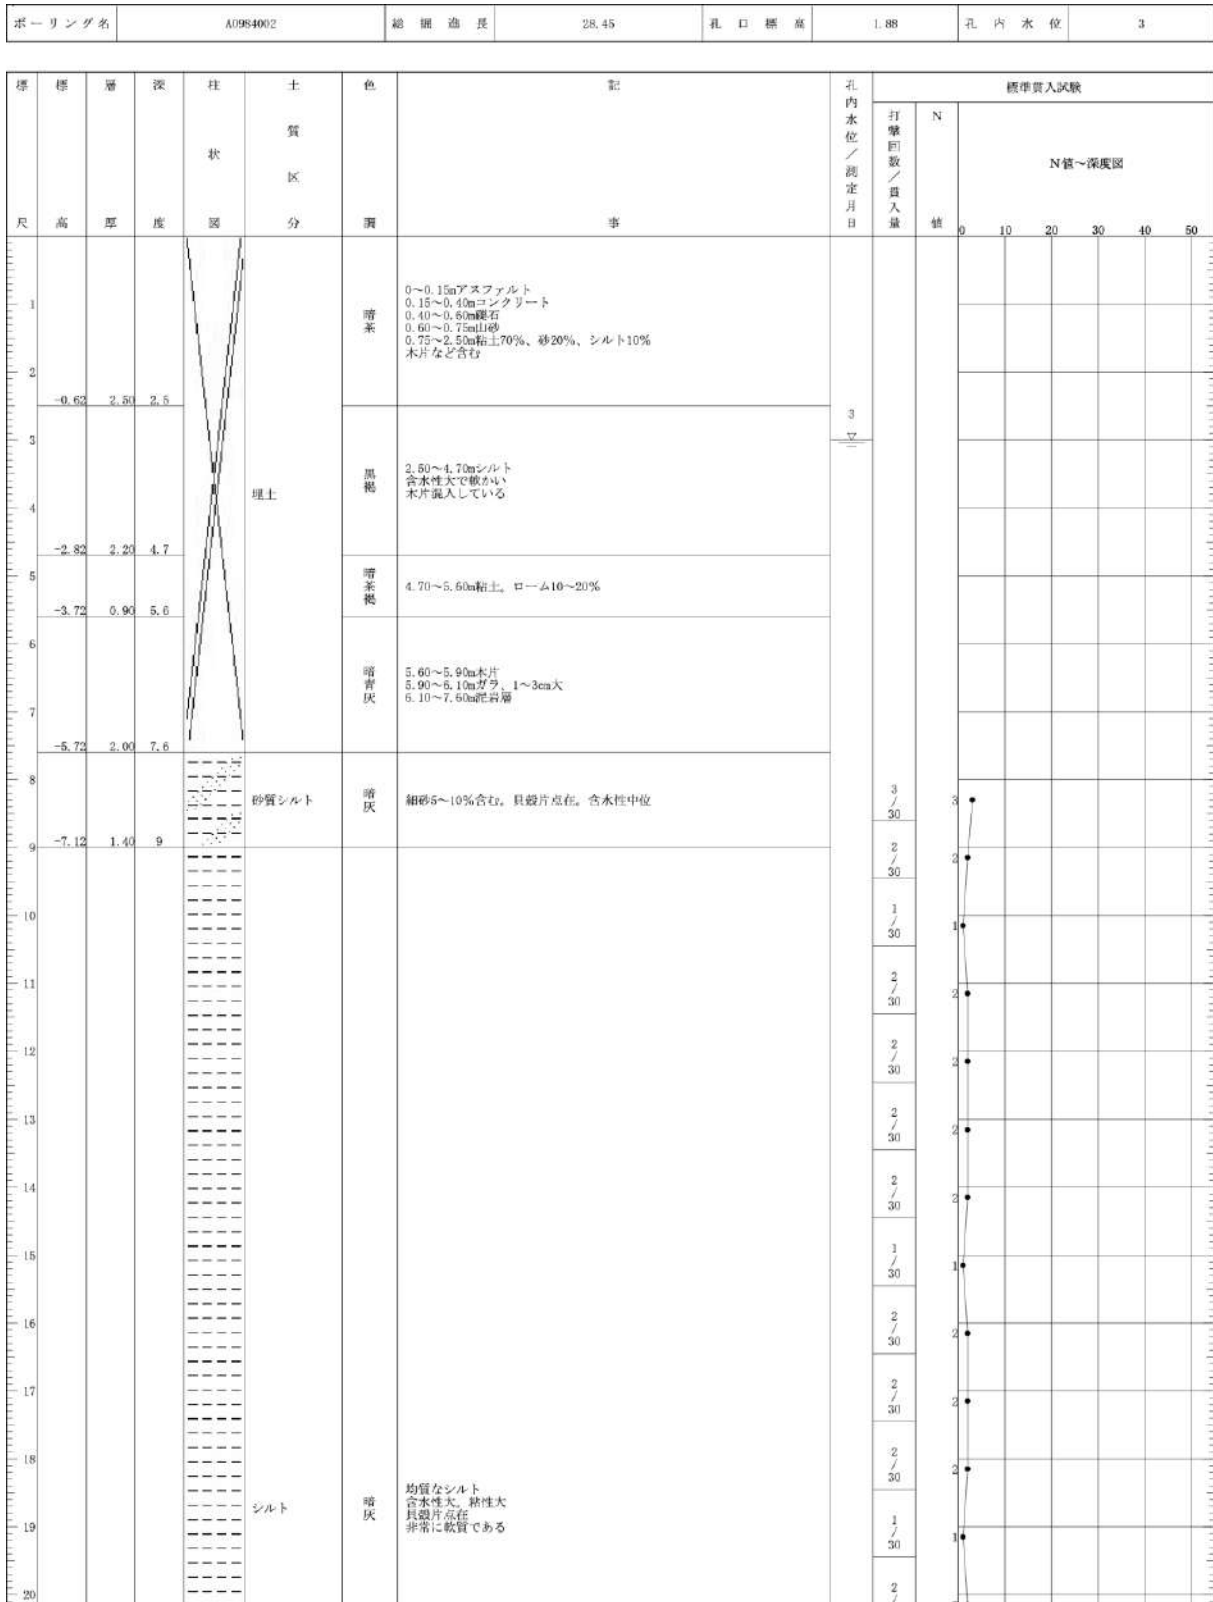 ボーリング名 A0984002 総掘進長 28.45 孔口標高 1.88 孔内水位 3
標尺 標高 層厚 深度 柱状図 土質区分 色調 記事 孔内水位/測定月日 標準貫入試験
打撃回数/貫入量 N値 N値～深度図
0 10 20 30 40 50
0～0.15mアスファルト
0.15～0.40mコンクリート
0.40～0.60m礫石
0.60～0.75m山砂
暗茶 0.75～2.50m粘土70%、砂20%、シルト10%
木片など含む
1
2
-0.62 2.50 2.5
3
3
2.50～4.70mシルト
黒褐 含水性大で軟かい
埋土 木片混入している
4
-2.82 2.20 4.7
5
暗茶褐 4.70～5.60m粘土。ローム10～20%
-3.72 0.90 5.6
6
5.60～5.90m木片
暗青灰 5.90～6.10mガラ、1～3cm大
6.10～7.60m泥岩層
7
-5.72 2.00 7.6
8
砂質シルト 暗灰 細砂5～10%含む。貝殻片点在。含水性中位 3/30 3
-7.12 1.40 9
9 2/30 2
10 1/30 1
11 2/30 2
12 2/30 2
13 2/30 2
14 2/30 2
15 1/30 1
16 2/30 2
17 2/30 2
18 2/30 2
均質なシルト
シルト 暗灰 含水性大。粘性大
貝殻片点在
非常に軟質である
19 1/30 1
20 2/